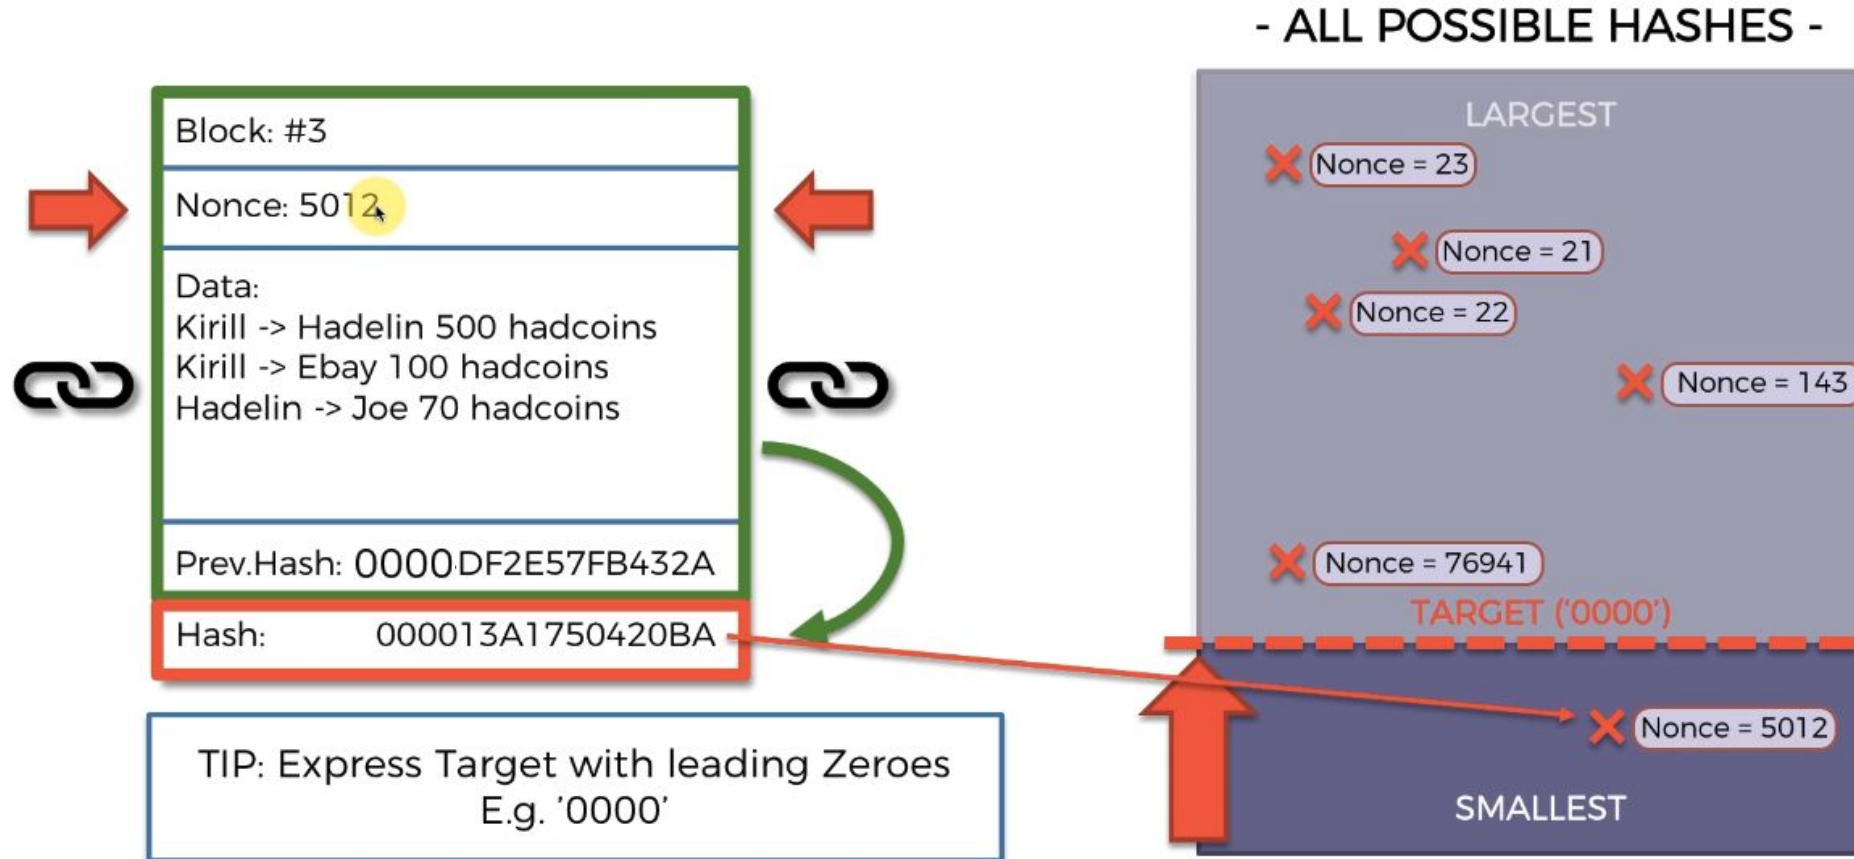 - ALL POSSIBLE HASHES -
Block: #3
Nonce: 5012
Data:
Kirill -> Hadelin 500 hadcoins
Kirill -> Ebay 100 hadcoins
Hadelin -> Joe 70 hadcoins
Prev.Hash: 0000DF2E57FB432A
Hash: 000013A1750420BA
TIP: Express Target with leading Zeroes
E.g. '0000'
LARGEST
Nonce = 23
Nonce = 21
Nonce = 22
Nonce = 143
Nonce = 76941
TARGET ('0000')
Nonce = 5012
SMALLEST